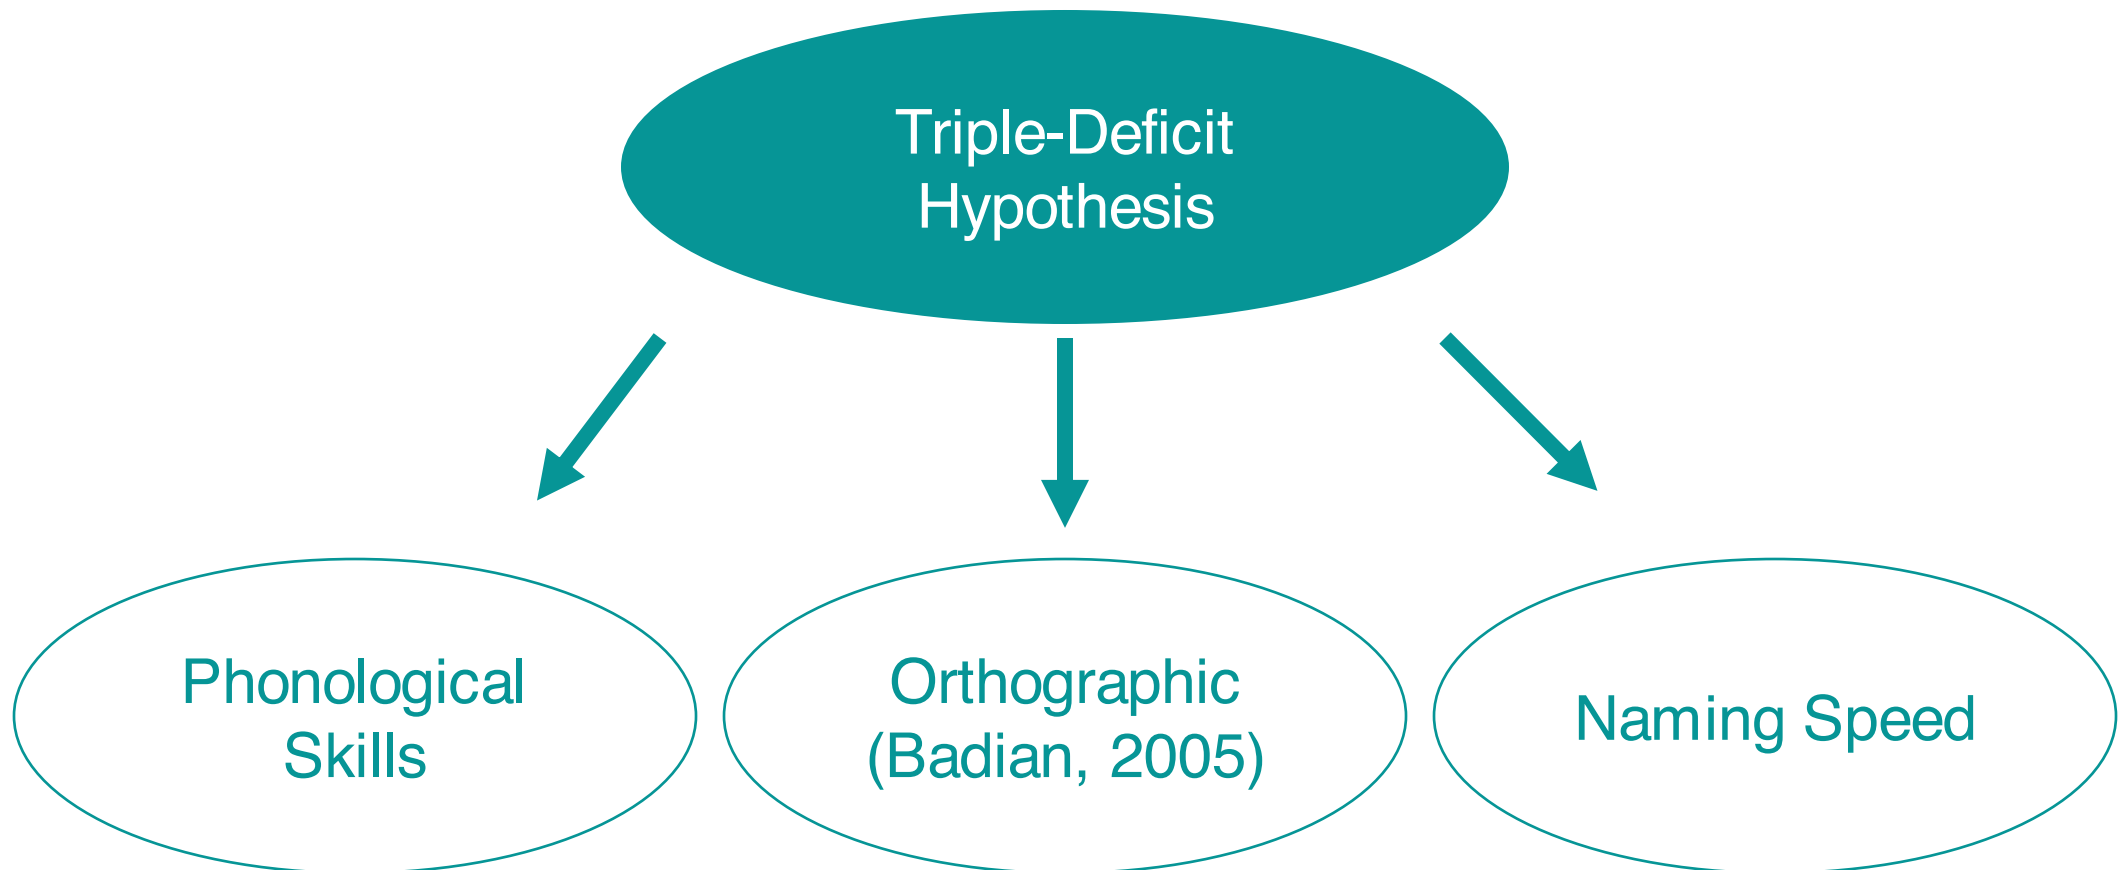 Triple-Deficit
Hypothesis
Phonological
Skills
Orthographic
(Badian, 2005)
Naming Speed